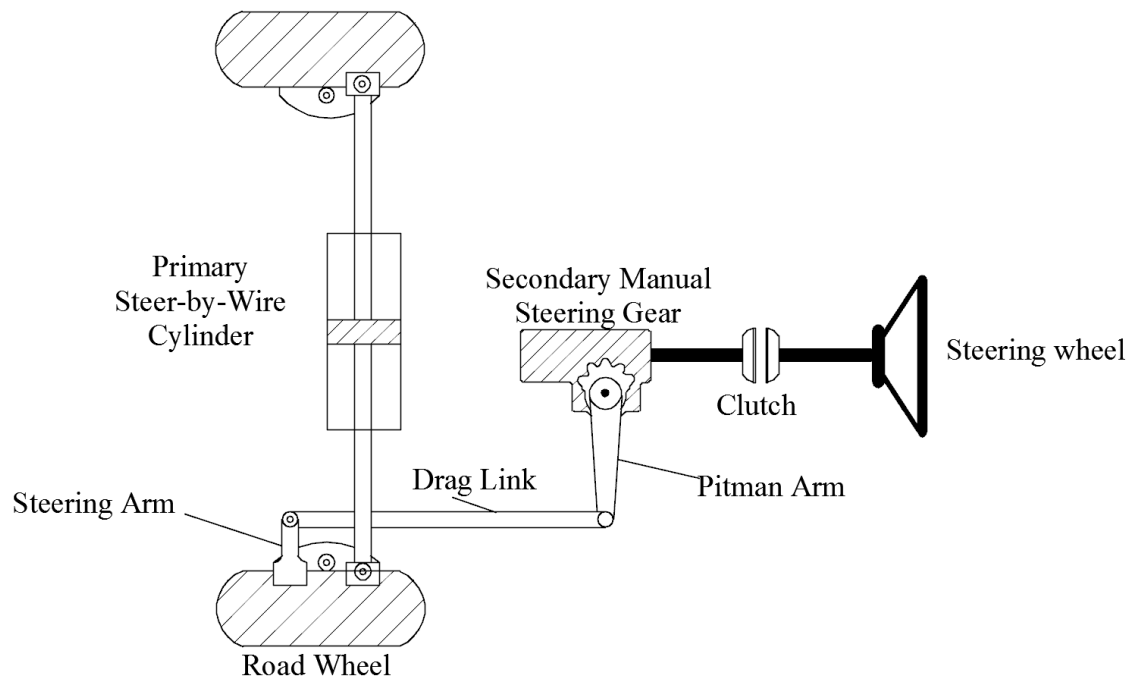 Primary
Steer-by-Wire
Cylinder
Secondary Manual
Steering Gear
Steering wheel
Clutch
Drag Link
Pitman Arm
Steering Arm
Road Wheel